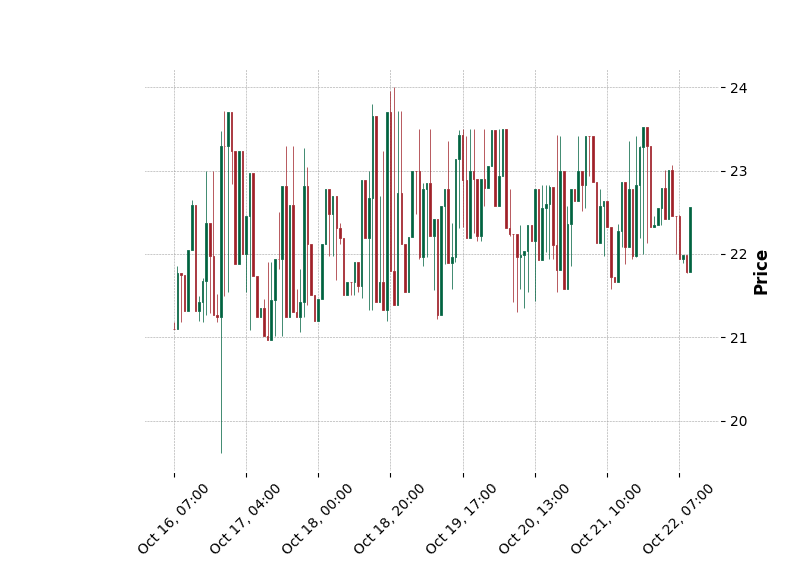 24
23
22
21
20
Price
Oct 16, 07:00
Oct 17, 04:00
Oct 18, 00:00
Oct 18, 20:00
Oct 19, 17:00
Oct 20, 13:00
Oct 21, 10:00
Oct 22, 07:00